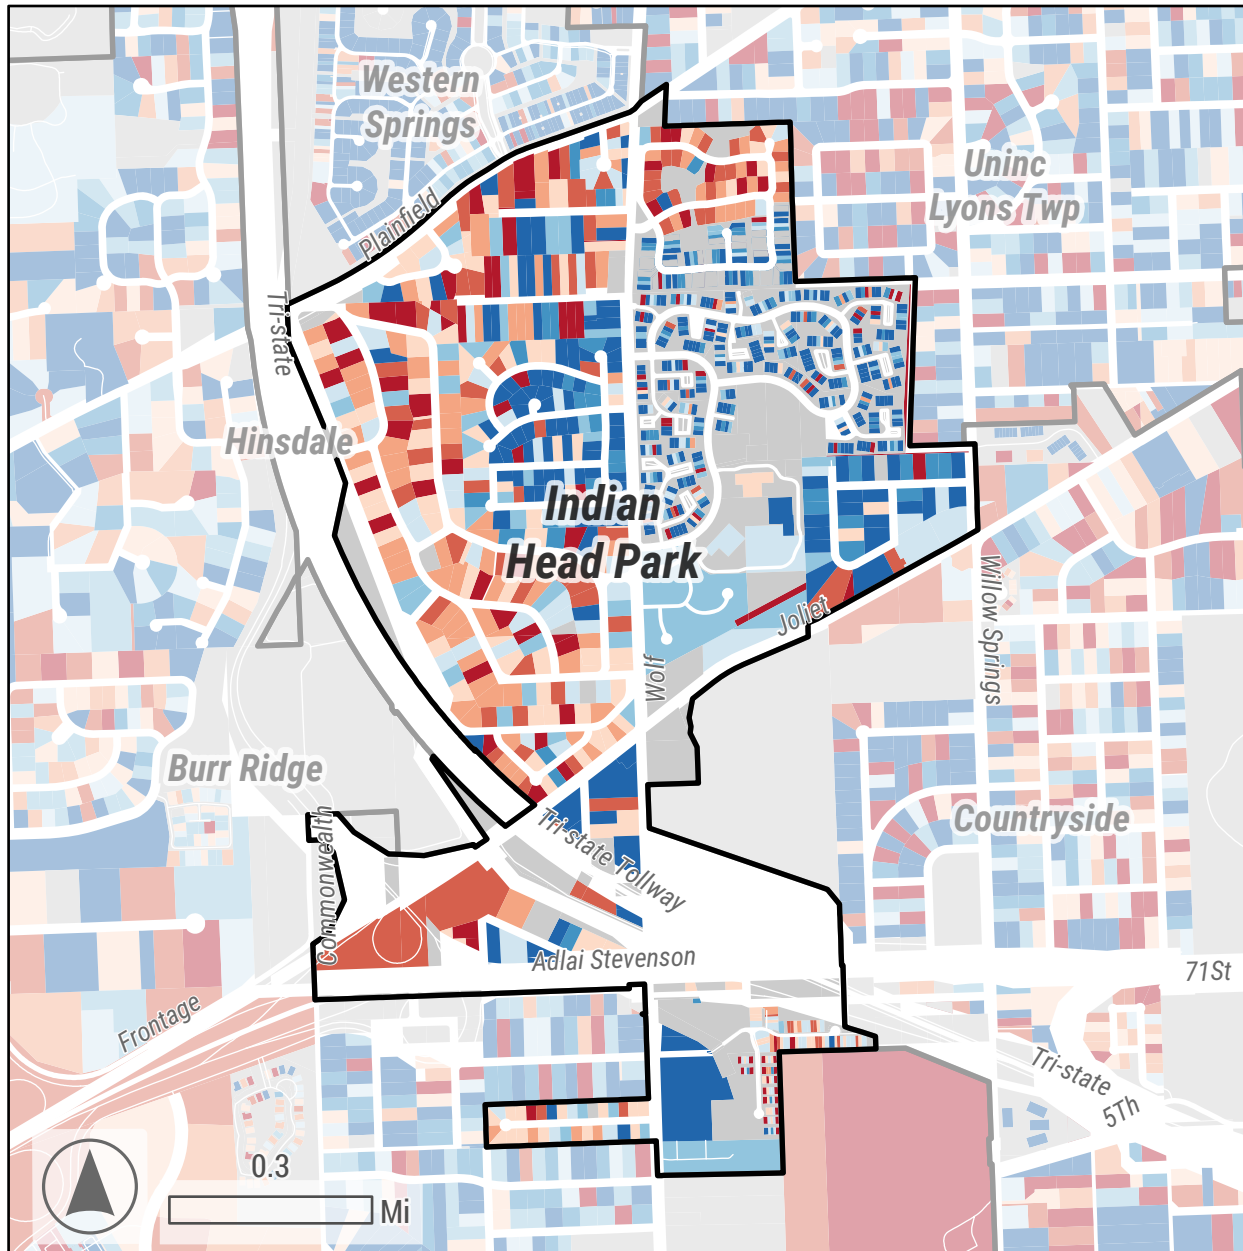 Western
Springs
Uninc
Lyons Twp
Plainfield
Tri-state
Hinsdale
Indian
Head Park
Willow Springs
Joliet
Wolf
Burr Ridge
Countryside
Commonwealth
Tri-state Tollway
Adlai Stevenson
71St
Frontage
Tri-state
5Th
0.3
Mi